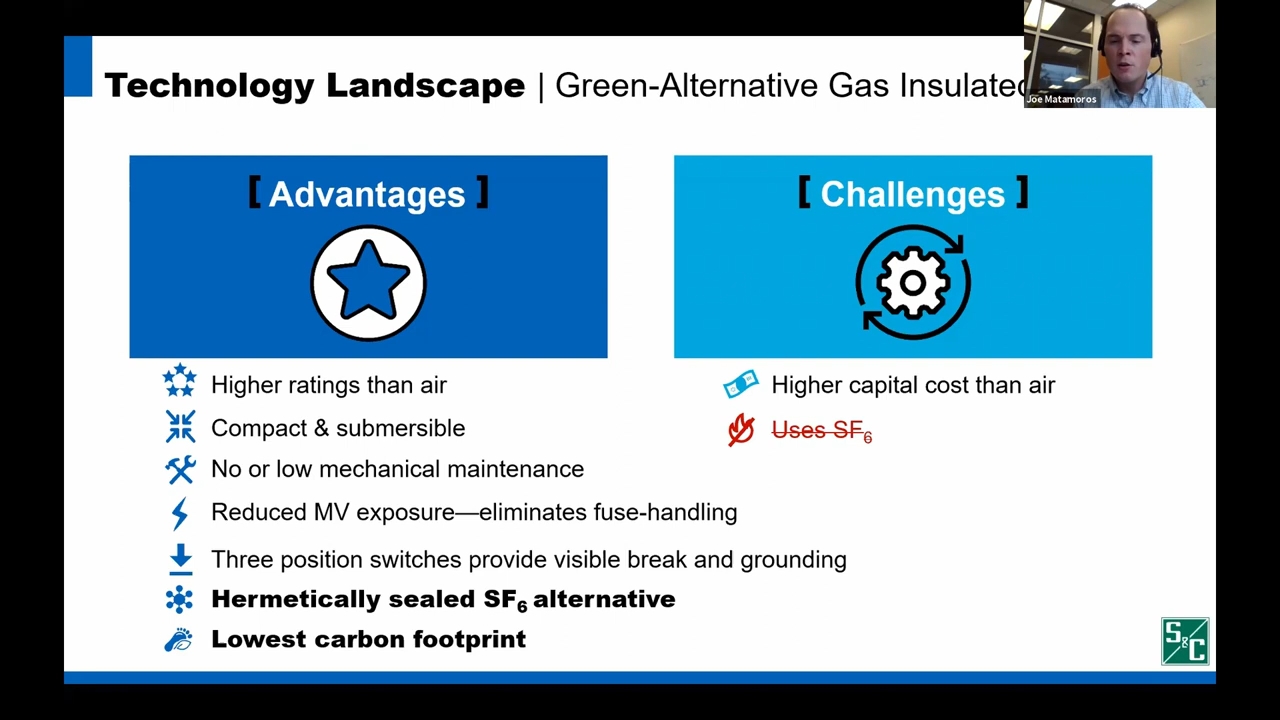 Technology Landscape | Green-Alternative Gas Insulated
Joe Matamoros
[ Advantages ]
[ Challenges ]
Higher ratings than air
Compact & submersible
No or low mechanical maintenance
Reduced MV exposure—eliminates fuse-handling
Three position switches provide visible break and grounding
Hermetically sealed SF6 alternative
Lowest carbon footprint
Higher capital cost than air
Uses SF6
S&C